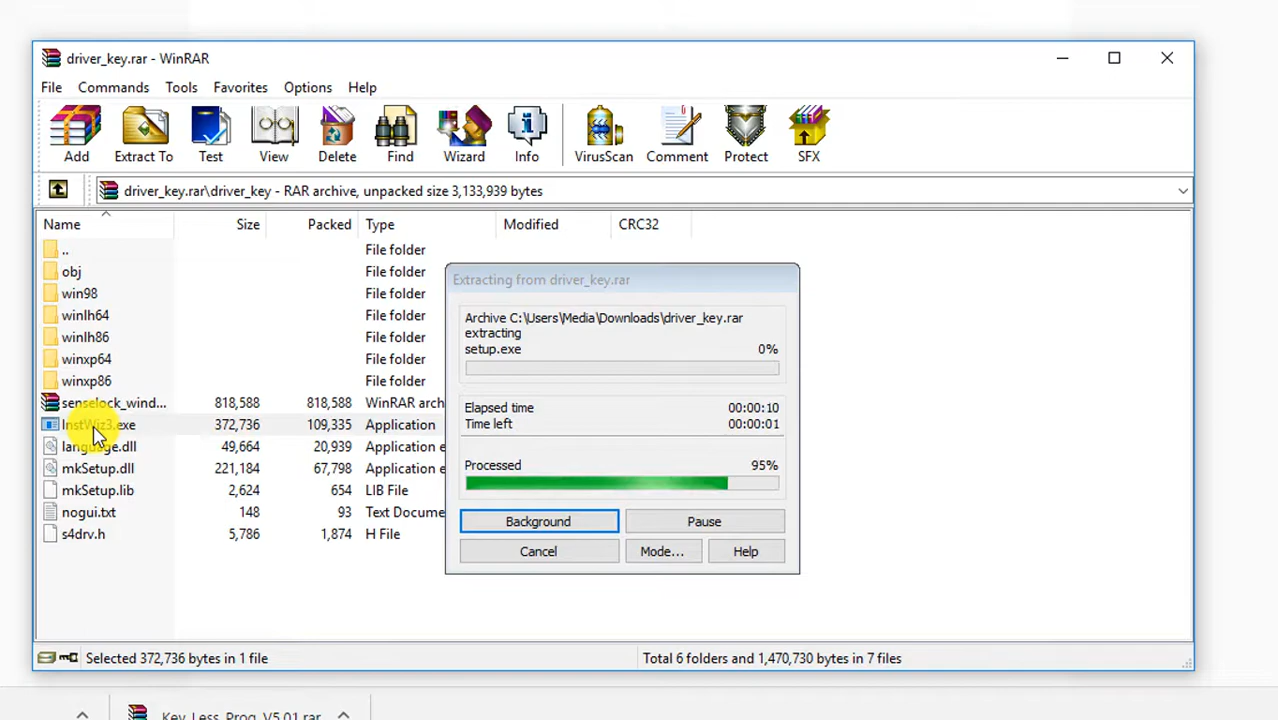 driver_key.rar - WinRAR
File Commands Tools Favorites Options Help
Add Extract To Test View Delete Find Wizard Info VirusScan Comment Protect SFX
driver_key.rar\driver_key - RAR archive, unpacked size 3,133,939 bytes
Name Size Packed Type Modified CRC32
.. File folder
obj File folder
win98 File folder
winlh64 File folder
winlh86 File folder
winxp64 File folder
winxp86 File folder
senselock_wind... 818,588 818,588 WinRAR arch
InstWiz3.exe 372,736 109,335 Application
language.dll 49,664 20,939 Application e
mkSetup.dll 221,184 67,798 Application e
mkSetup.lib 2,624 654 LIB File
nogui.txt 148 93 Text Docume
s4drv.h 5,786 1,874 H File
Extracting from driver_key.rar
Archive C:\Users\Media\Downloads\driver_key.rar
extracting
setup.exe 0%
Elapsed time 00:00:10
Time left 00:00:01
Processed 95%
Background Pause
Cancel Mode... Help
Selected 372,736 bytes in 1 file Total 6 folders and 1,470,730 bytes in 7 files
Key_Less_Prog_V5.01.rar